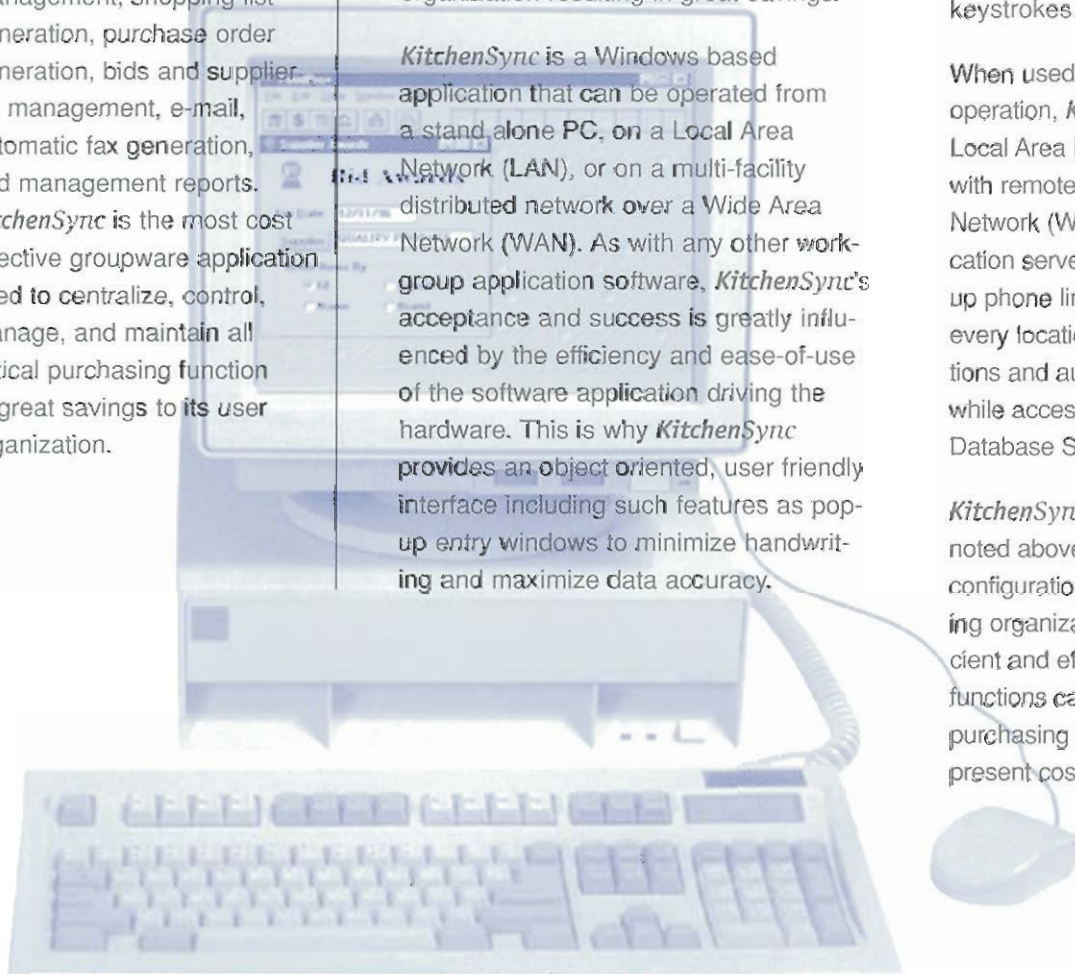 nagement, shopping list
neration, purchase order
neration, bids and supplier
management, e-mail,
tomatic fax generation,
d management reports.
tchenSync is the most cost
ective groupware application
ed to centralize, control,
anage, and maintain all
tical purchasing function
great savings to its user
ganization.
organization resulting in great savings.
KitchenSync is a Windows based
application that can be operated from
a stand alone PC, on a Local Area
Network (LAN), or on a multi-facility
distributed network over a Wide Area
Network (WAN). As with any other work-
group application software, KitchenSync's
acceptance and success is greatly influ-
enced by the efficiency and ease-of-use
of the software application driving the
hardware. This is why KitchenSync
provides an object oriented, user friendly
interface including such features as pop-
up entry windows to minimize handwrit-
ing and maximize data accuracy.
Bid Awards
keystrokes.
When used
operation, K
Local Area
with remote
Network (W
cation serve
up phone lin
every locatio
tions and au
while acces
Database S
KitchenSyn
noted above
configuratio
ing organiza
cient and ef
functions ca
purchasing
present cos